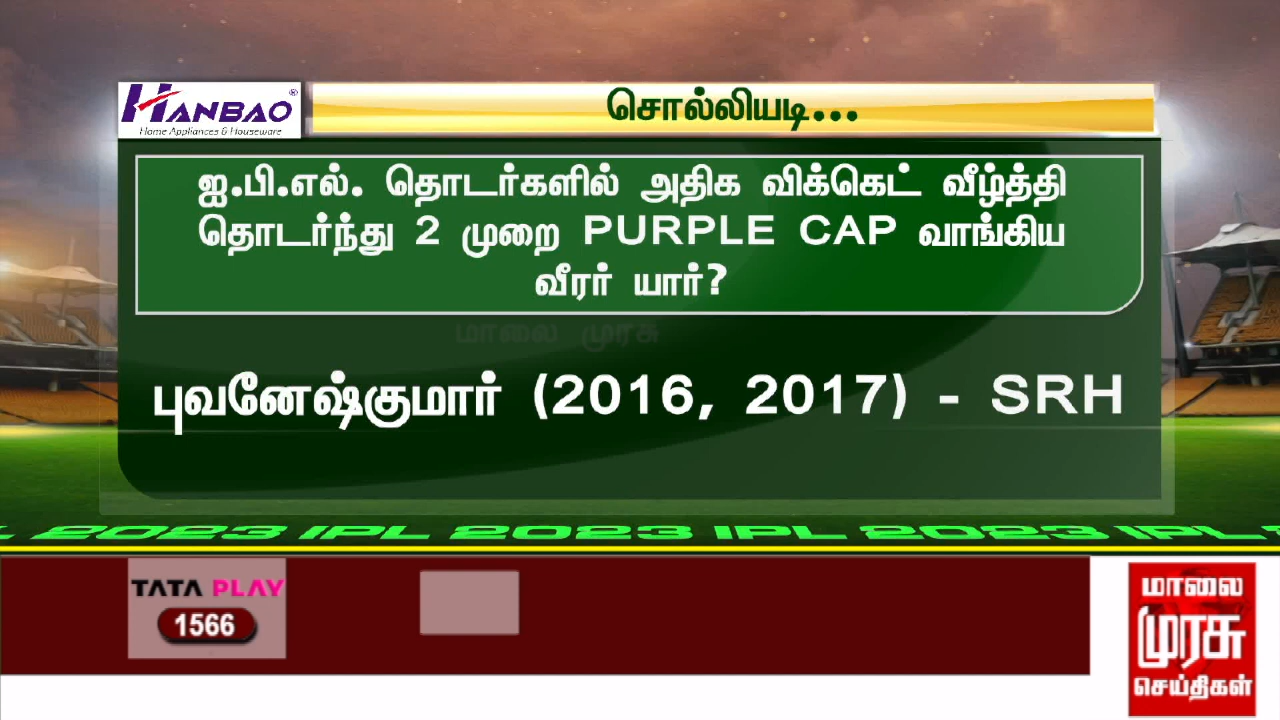 HANBAO®
Home Appliances & Houseware
சொல்லியடி...
ஐ.பி.எல். தொடர்களில் அதிக விக்கெட் வீழ்த்தி
தொடர்ந்து 2 முறை PURPLE CAP வாங்கிய
வீரர் யார்?
மாலை முரசு
புவனேஷ்குமார் (2016, 2017) - SRH
L 2023 IPL 2023 IPL 2023 IPL 2
TATA PLAY
1566
மாலை
முரசு
செய்திகள்